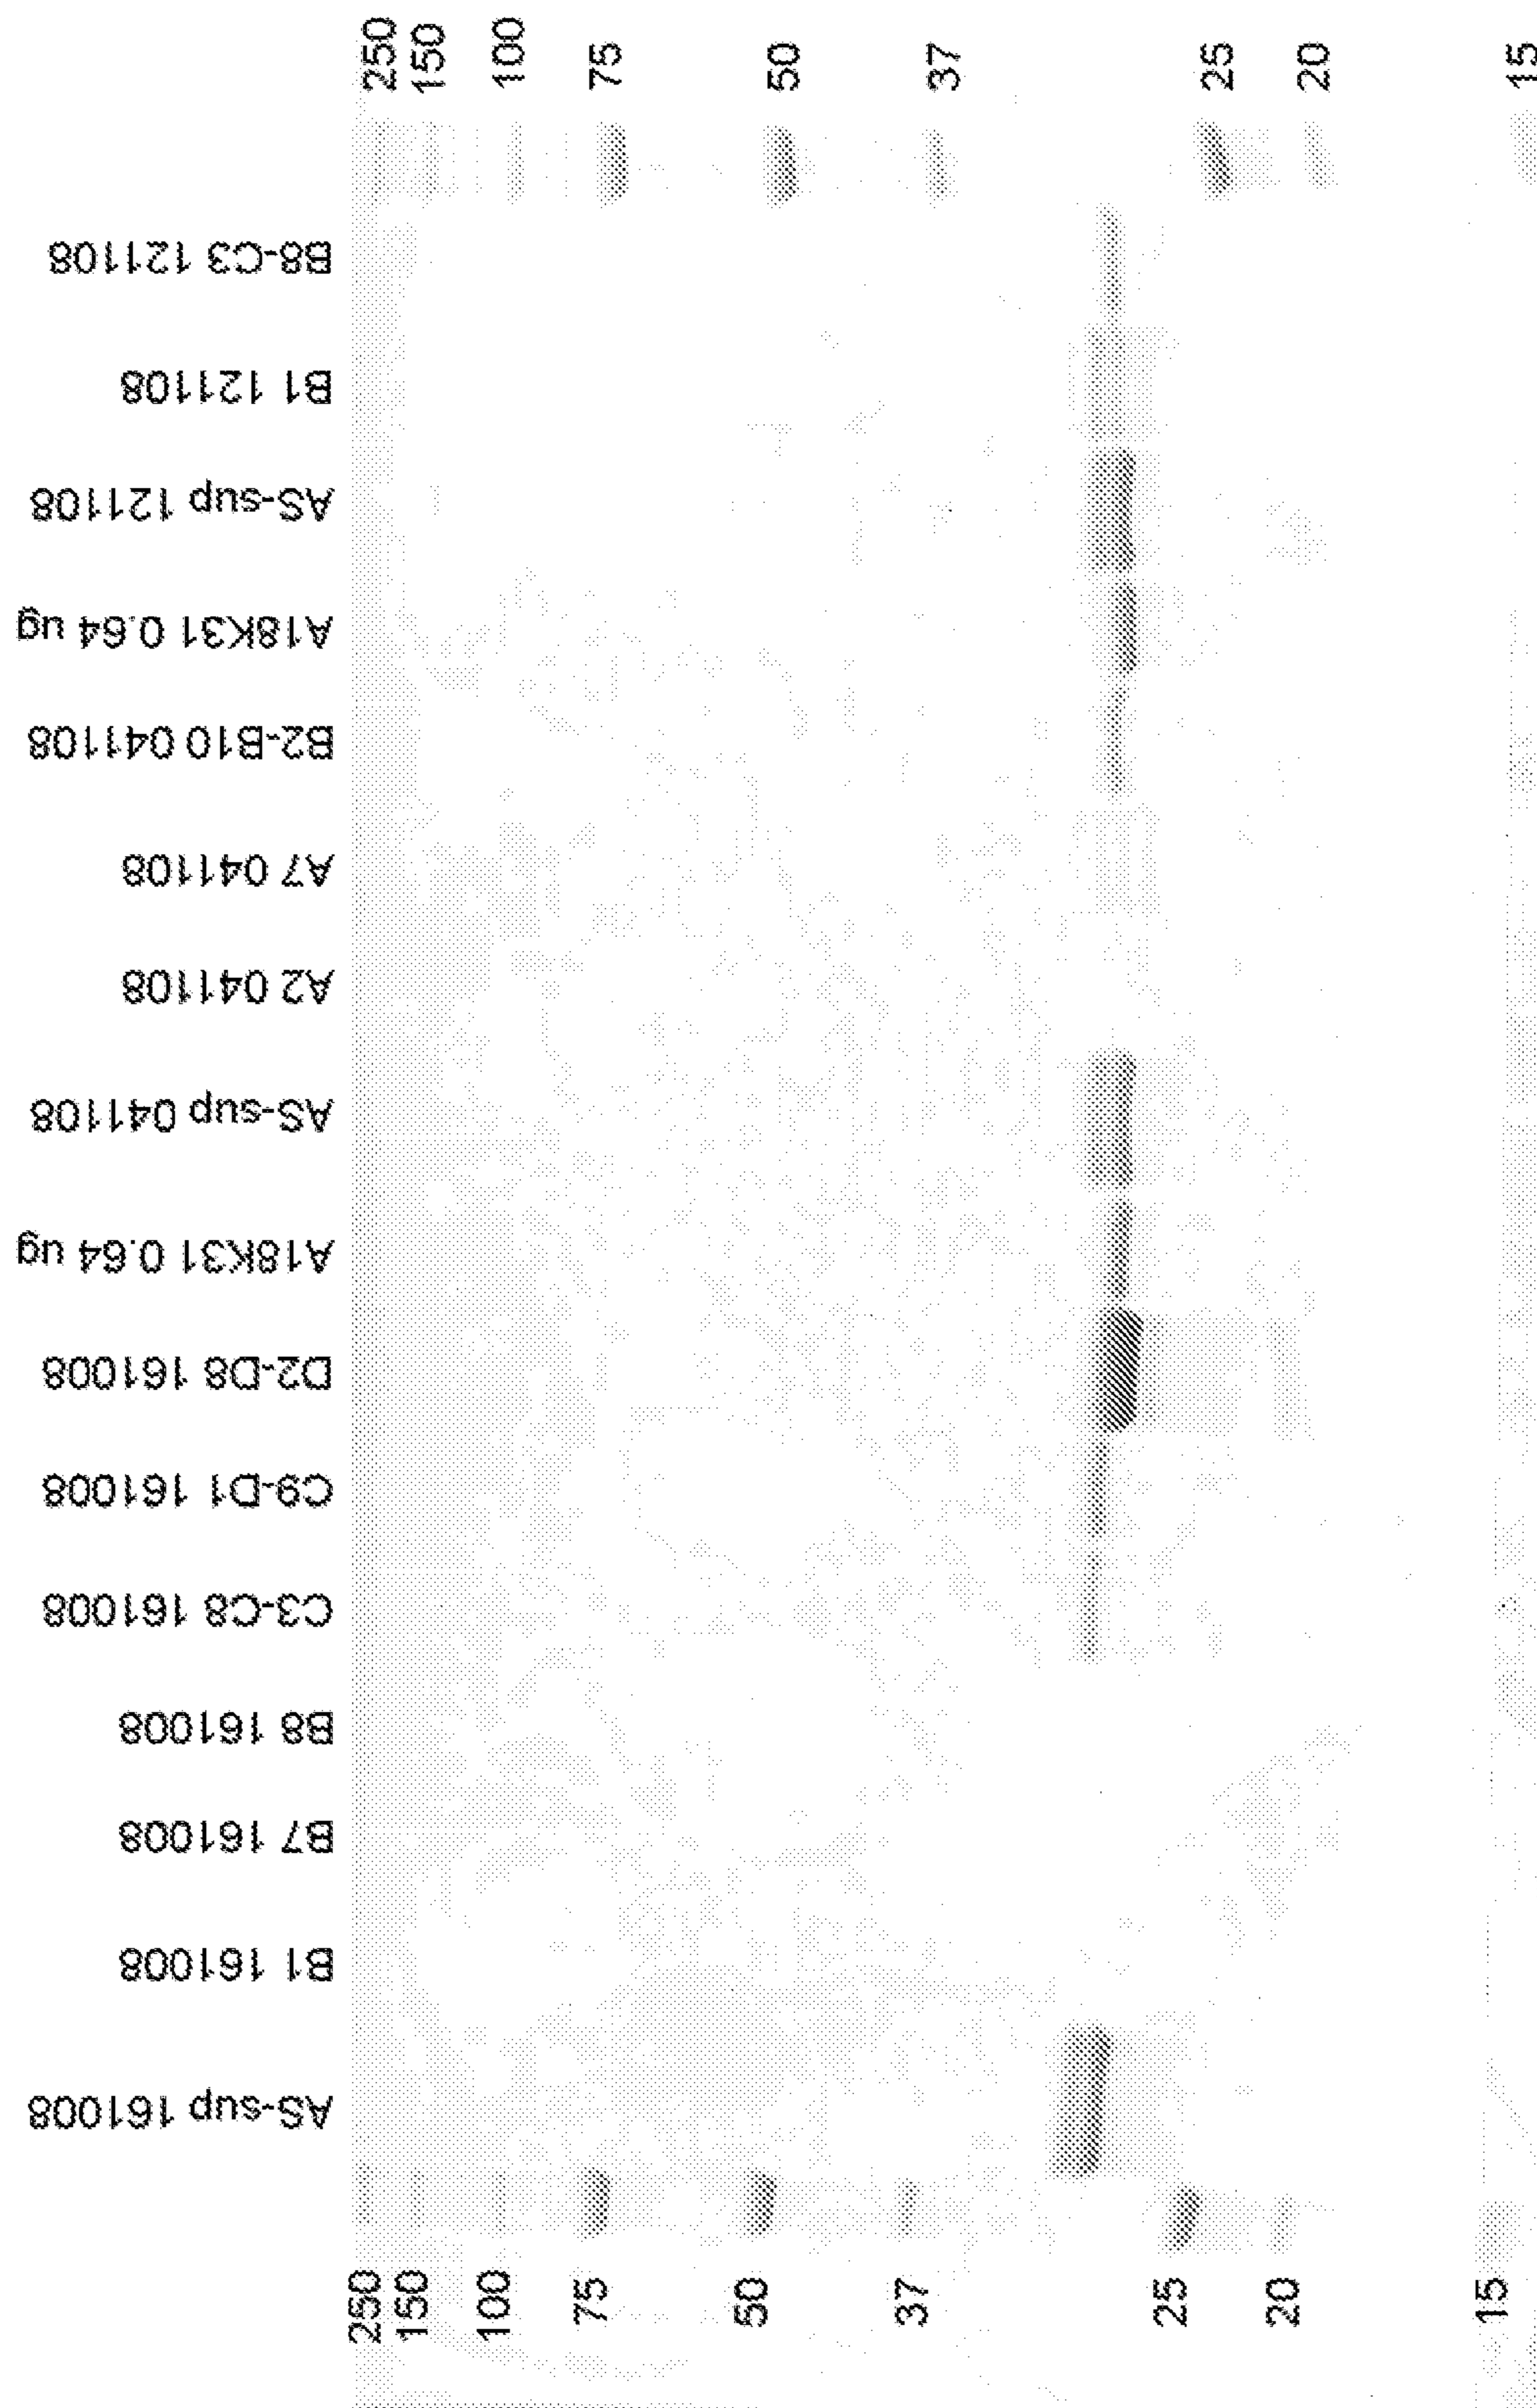 250
150
100
75
50
37
25
20
15
B8-C3 121108
B1 121108
AS-sup 121108
A18K31 0.64 ug
B2-B10 041108
A7 041108
A2 041108
AS-sup 041108
A18K31 0.64 ug
D2-D8 161008
C9-D1 161008
C3-C8 161008
B8 161008
B7 161008
B1 161008
AS-sup 161008
250
150
100
75
50
37
25
20
15